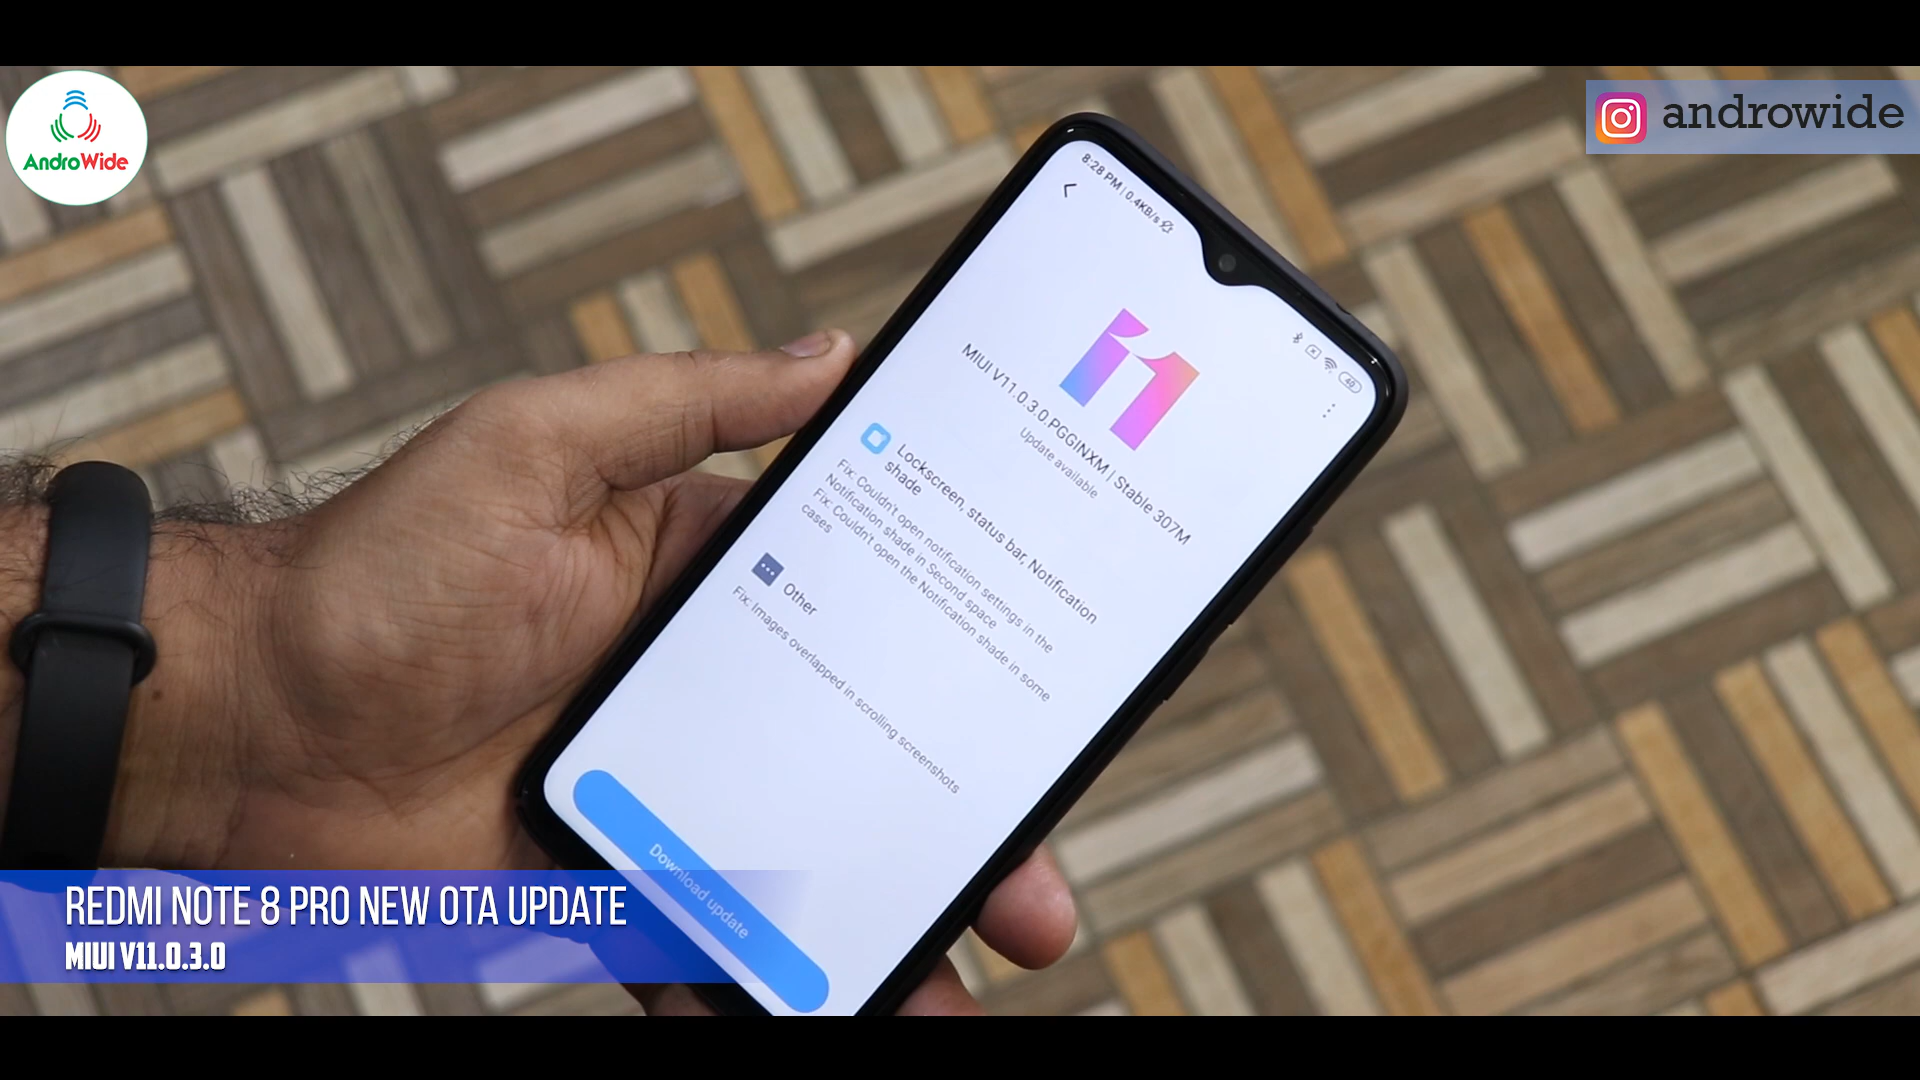 AndroWide
androwide
8:28 PM | 0.4KB/s
49
MIUI V11.0.3.0.PGGINXM | Stable 307M
Update available
Lockscreen, status bar, Notification
shade
Fix: Couldn't open notification settings in the
Notification shade in Second space
Fix: Couldn't open the Notification shade in some
cases
Other
Fix: Images overlapped in scrolling screenshots
Download update
REDMI NOTE 8 PRO NEW OTA UPDATE
MIUI V11.0.3.0